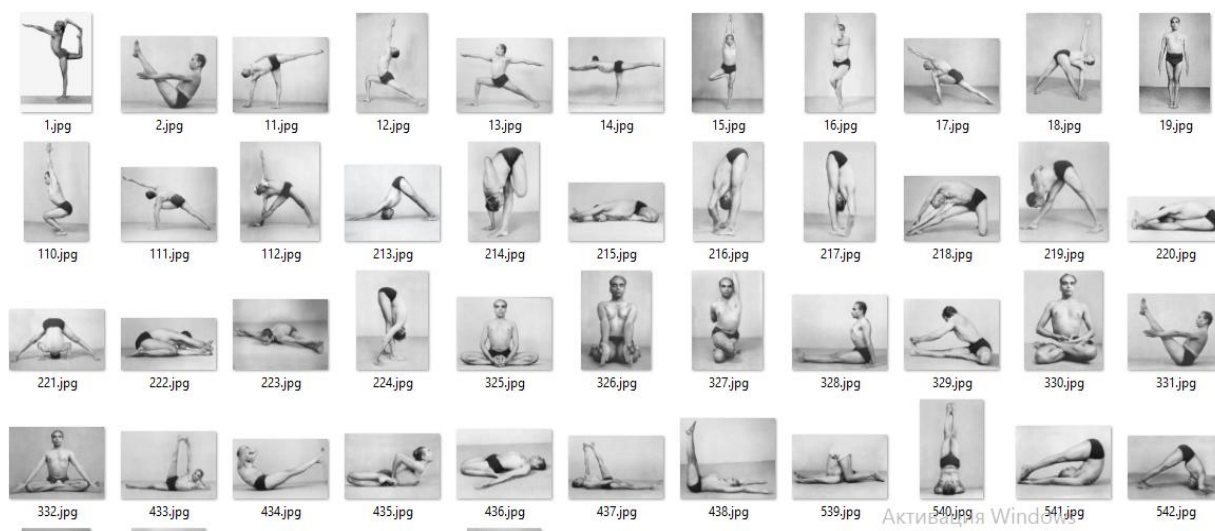 1.jpg 2.jpg 11.jpg 12.jpg 13.jpg 14.jpg 15.jpg 16.jpg 17.jpg 18.jpg 19.jpg
110.jpg 111.jpg 112.jpg 213.jpg 214.jpg 215.jpg 216.jpg 217.jpg 218.jpg 219.jpg 220.jpg
221.jpg 222.jpg 223.jpg 224.jpg 325.jpg 326.jpg 327.jpg 328.jpg 329.jpg 330.jpg 331.jpg
332.jpg 433.jpg 434.jpg 435.jpg 436.jpg 437.jpg 438.jpg 539.jpg 540.jpg 541.jpg 542.jpg
Активация Windows